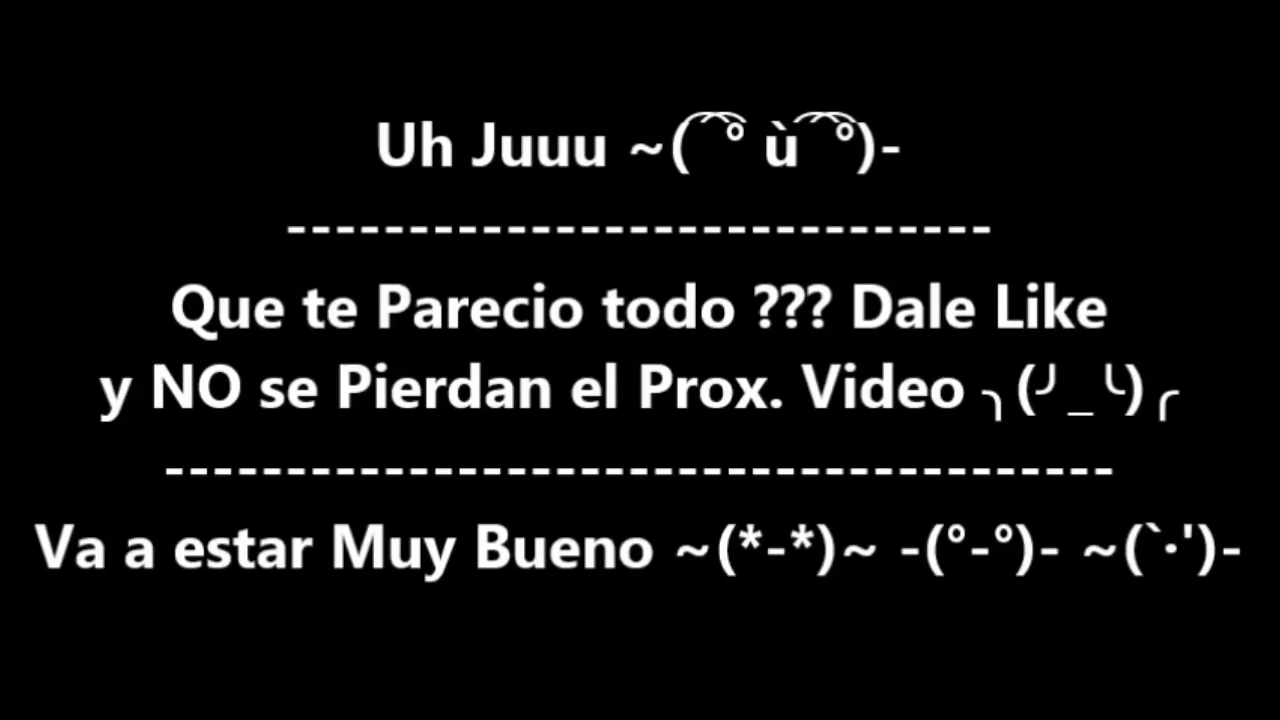 Uh Juuu ~( ͡ ͡° ù ͡ ͡°)-
-----------------------------
Que te Parecio todo ??? Dale Like
y NO se Pierdan el Prox. Video ╮(╯_╰)╭
---------------------------------------
Va a estar Muy Bueno ~(*-*)~ -(°-°)- ~(`·')-